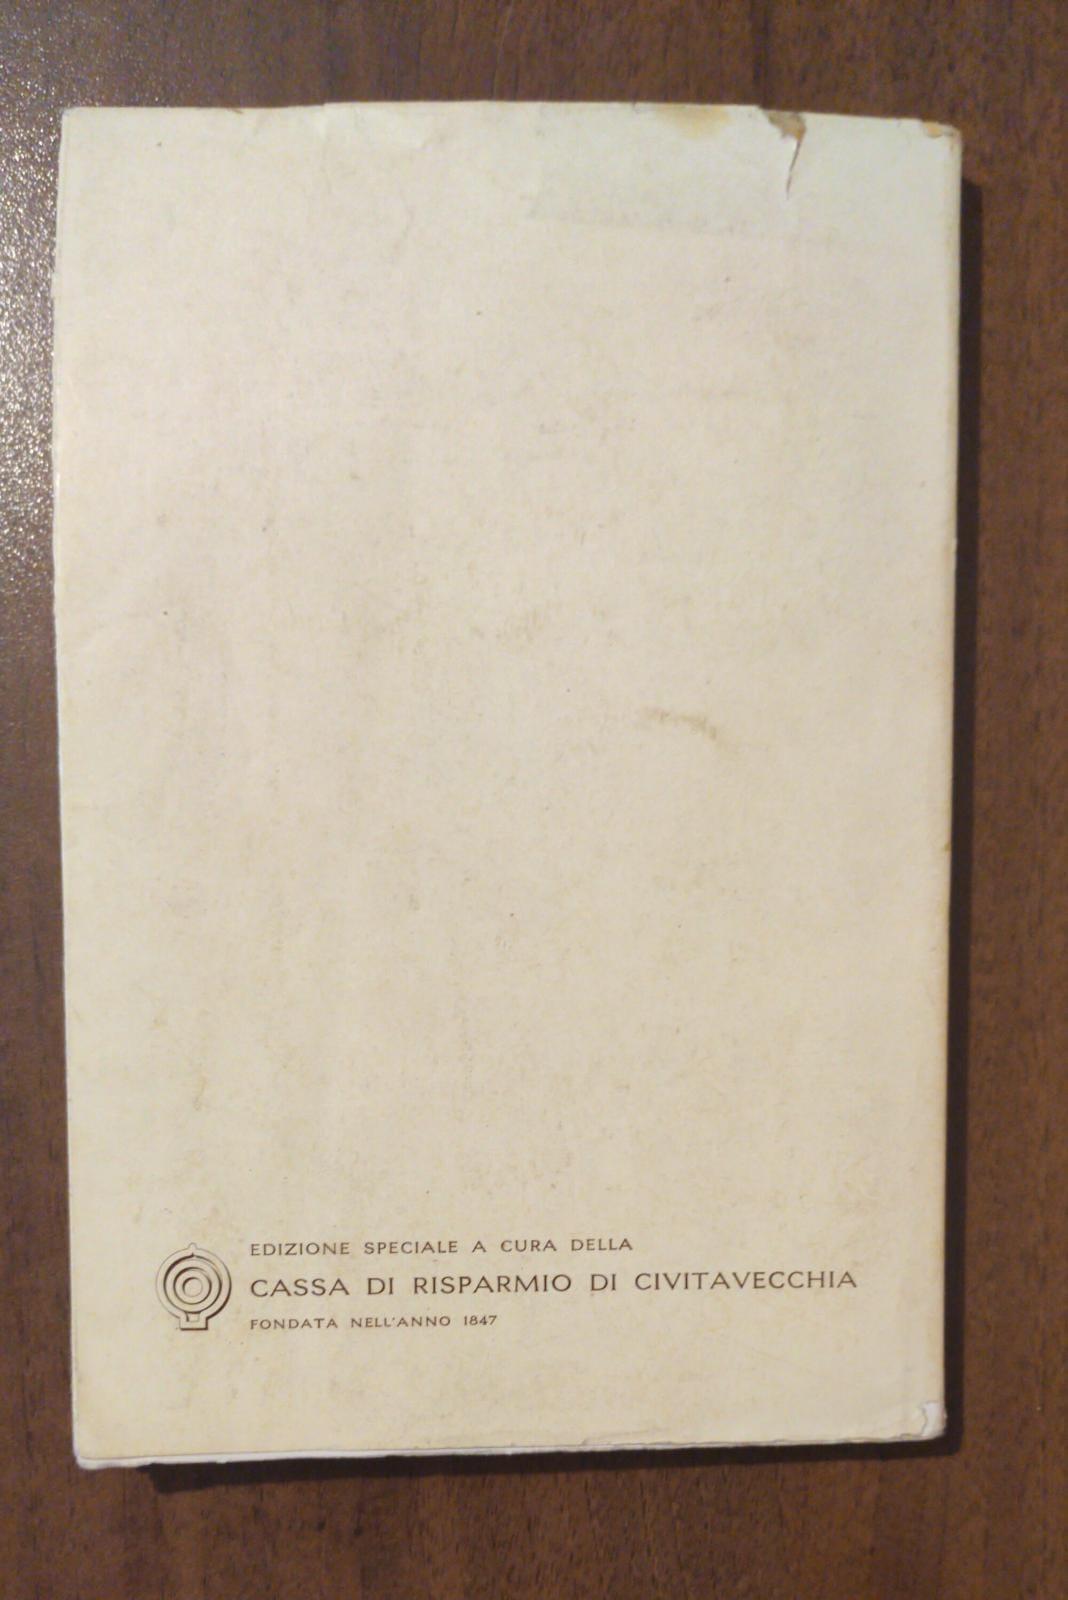 EDIZIONE SPECIALE A CURA DELLA
CASSA DI RISPARMIO DI CIVITAVECCHIA
FONDATA NELL'ANNO 1847